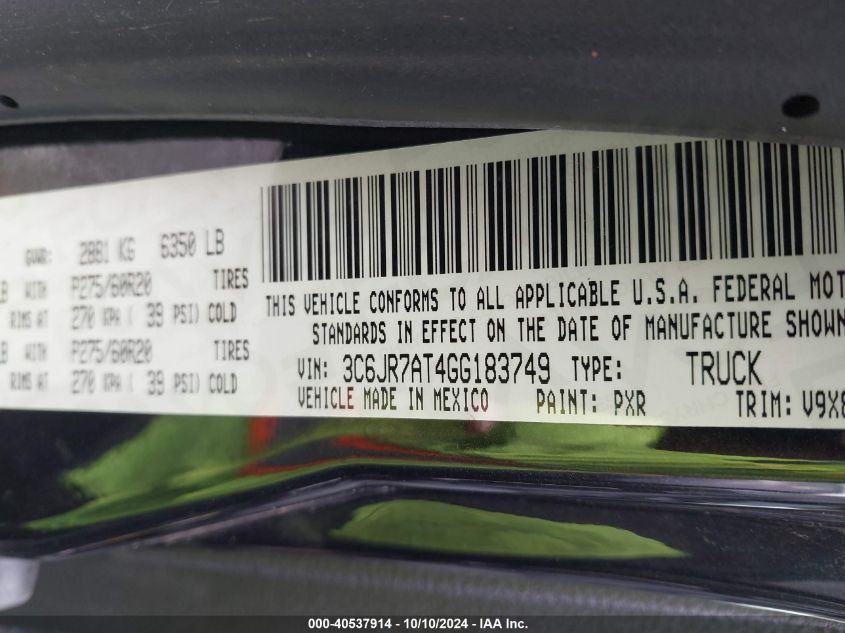 GVWR: 2881 KG 6350 LB
LB WITH P275/60R20 TIRES
RIMS AT 270 KPA ( 39 PSI) COLD
LB WITH P275/60R20 TIRES
RIMS AT 270 KPA ( 39 PSI) COLD
THIS VEHICLE CONFORMS TO ALL APPLICABLE U.S.A. FEDERAL MOT
STANDARDS IN EFFECT ON THE DATE OF MANUFACTURE SHOWN
VIN: 3C6JR7AT4GG183749 TYPE: TRUCK
VEHICLE MADE IN MEXICO PAINT: PXR TRIM: V9X8
000-40537914 - 10/10/2024 - IAA Inc.